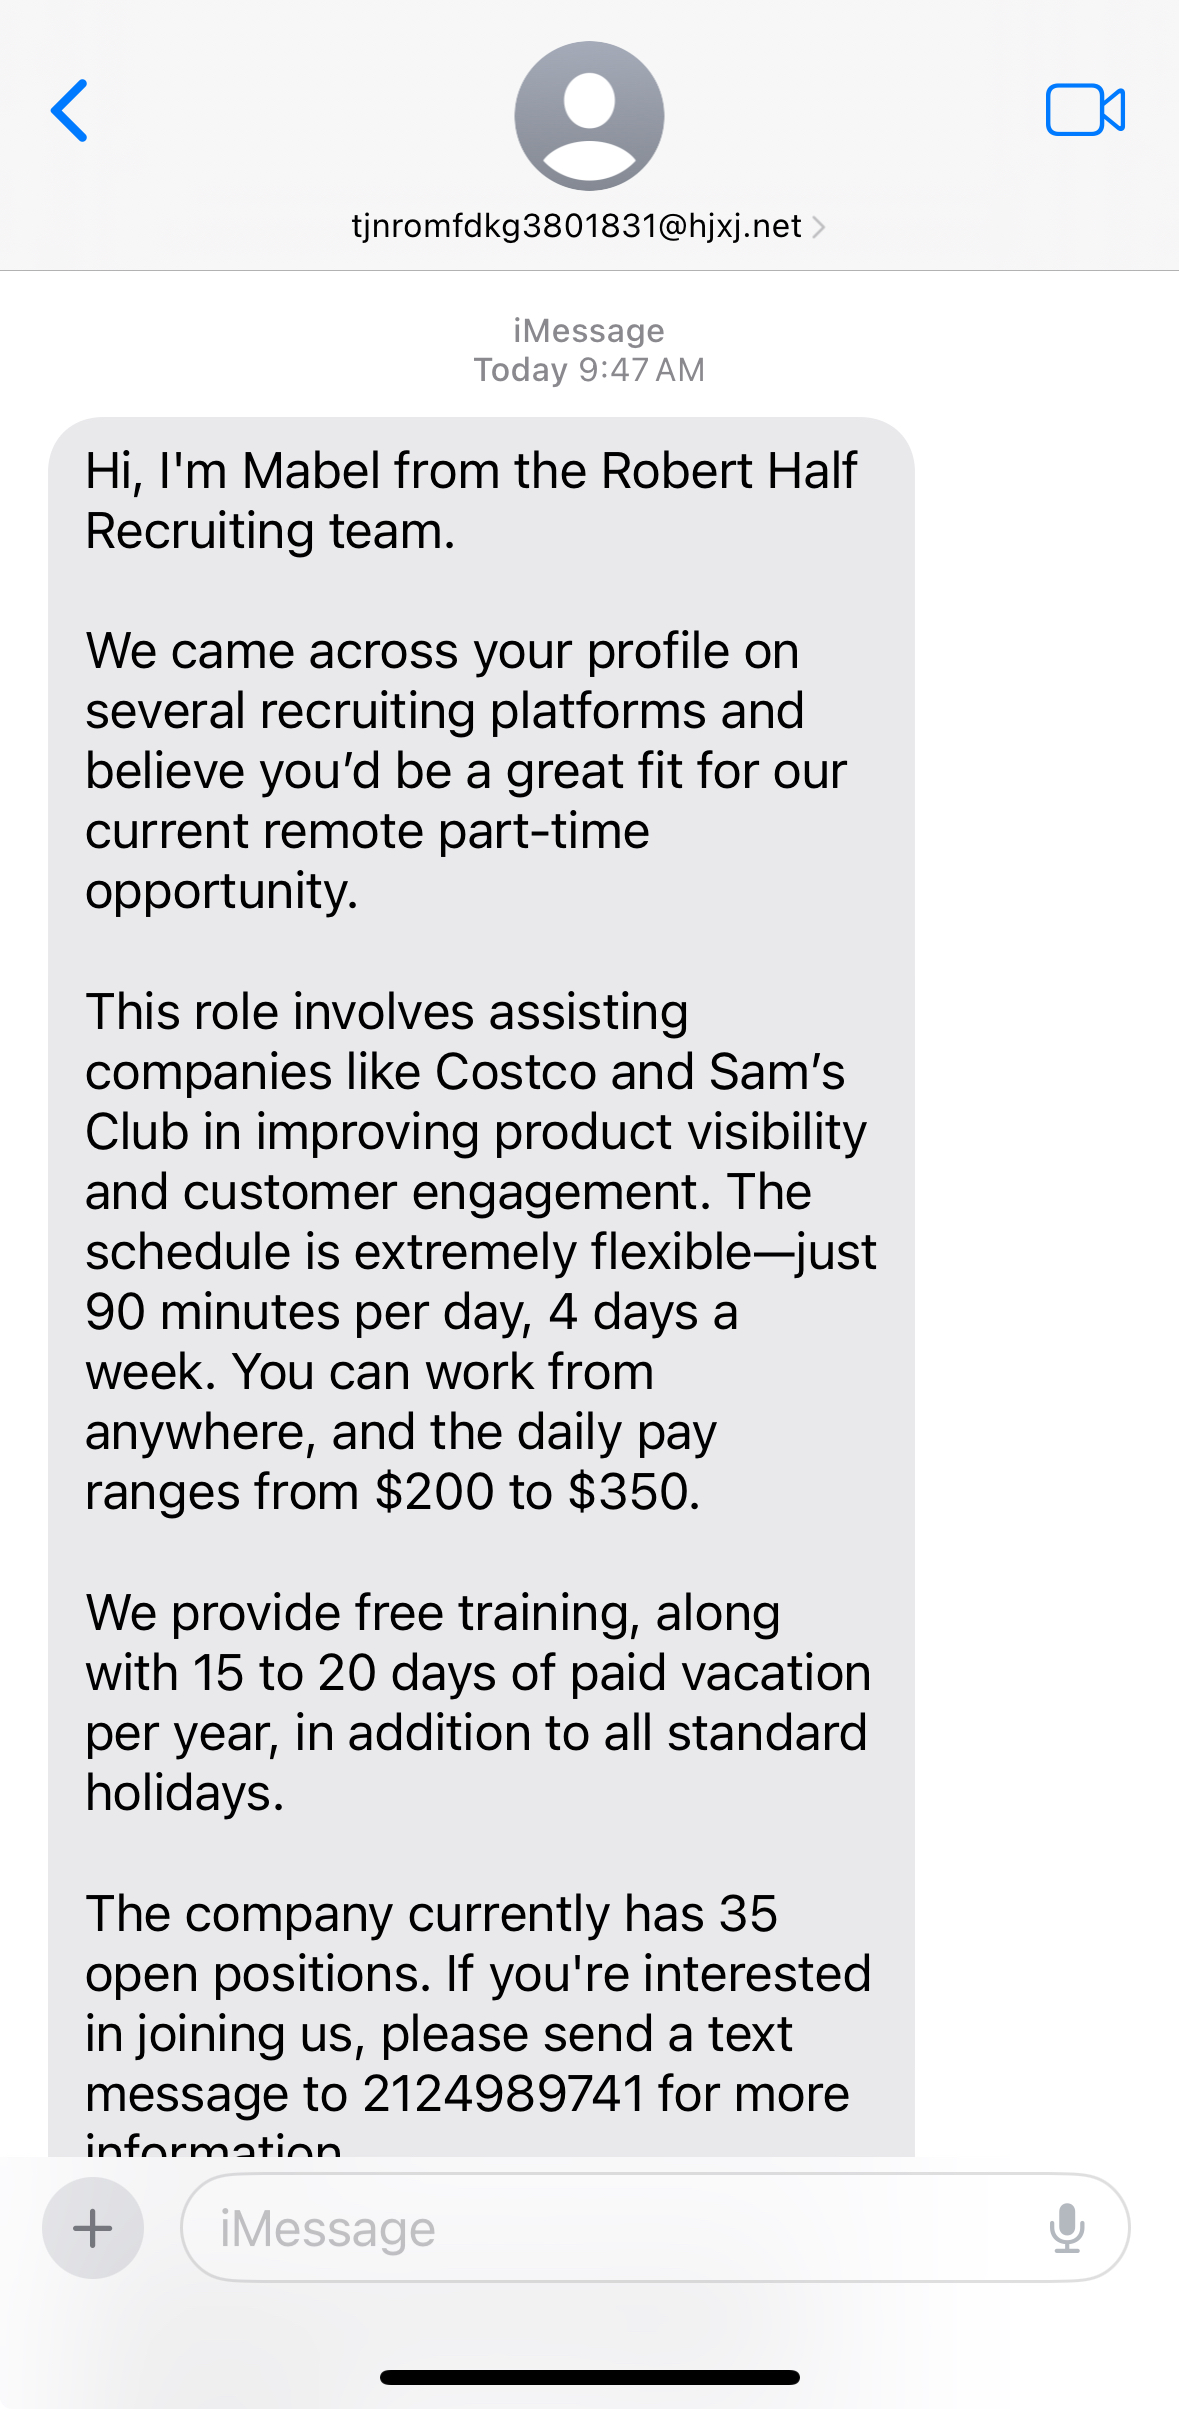 tjnromfdkg3801831@hjxj.net
iMessage
Today 9:47 AM
Hi, I'm Mabel from the Robert Half
Recruiting team.
We came across your profile on
several recruiting platforms and
believe you’d be a great fit for our
current remote part-time
opportunity.
This role involves assisting
companies like Costco and Sam’s
Club in improving product visibility
and customer engagement. The
schedule is extremely flexible—just
90 minutes per day, 4 days a
week. You can work from
anywhere, and the daily pay
ranges from $200 to $350.
We provide free training, along
with 15 to 20 days of paid vacation
per year, in addition to all standard
holidays.
The company currently has 35
open positions. If you're interested
in joining us, please send a text
message to 2124989741 for more
information
iMessage